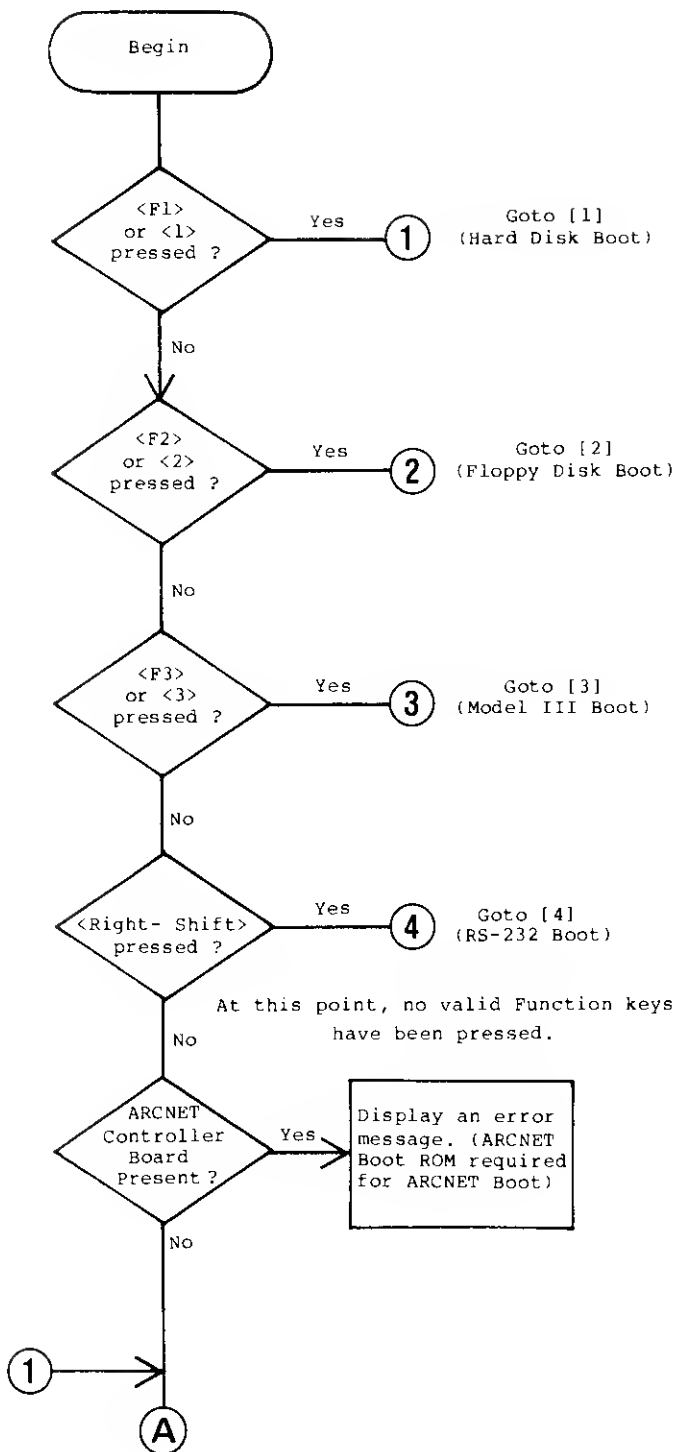 Begin
<F1>
or <1>
pressed ?
Yes
1
Goto [1]
(Hard Disk Boot)
No
<F2>
or <2>
pressed ?
Yes
2
Goto [2]
(Floppy Disk Boot)
No
<F3>
or <3>
pressed ?
Yes
3
Goto [3]
(Model III Boot)
No
<Right- Shift>
pressed ?
Yes
4
Goto [4]
(RS-232 Boot)
At this point, no valid Function keys
have been pressed.
No
ARCNET
Controller
Board
Present ?
Yes
Display an error
message. (ARCNET
Boot ROM required
for ARCNET Boot)
No
1
A